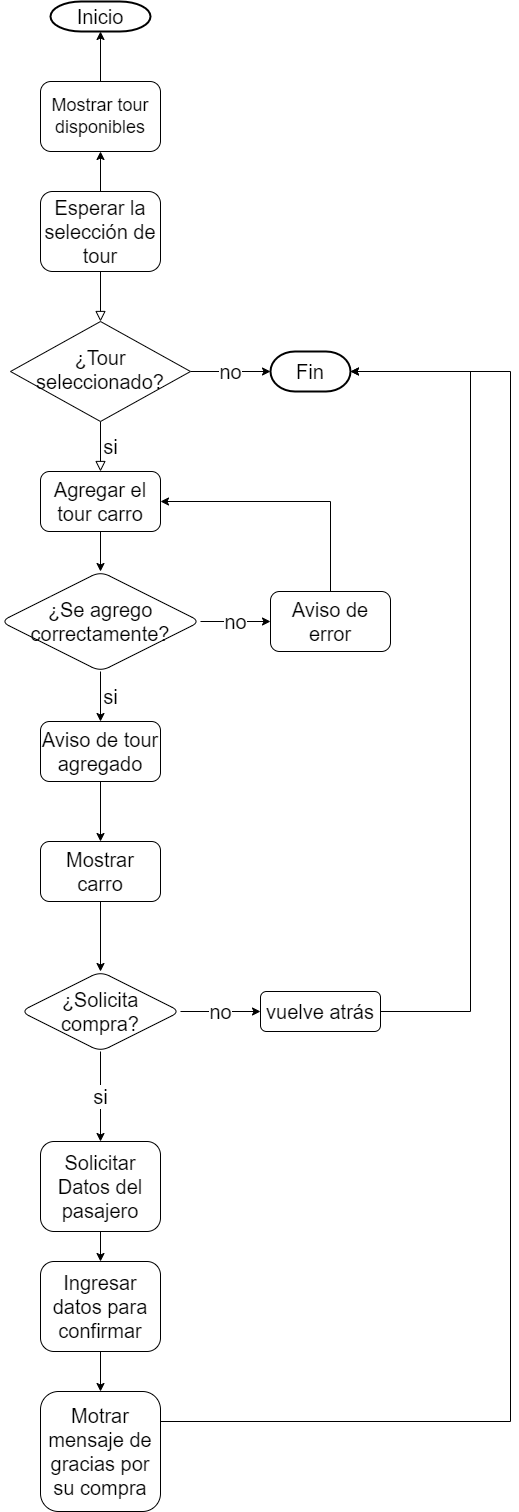 Inicio
Mostrar tour
disponibles
Esperar la
selección de
tour
¿Tour
seleccionado?
no
Fin
si
Agregar el
tour carro
¿Se agrego
correctamente?
no
Aviso de
error
si
Aviso de tour
agregado
Mostrar
carro
¿Solicita
compra?
no
vuelve atrás
si
Solicitar
Datos del
pasajero
Ingresar
datos para
confirmar
Motrar
mensaje de
gracias por
su compra